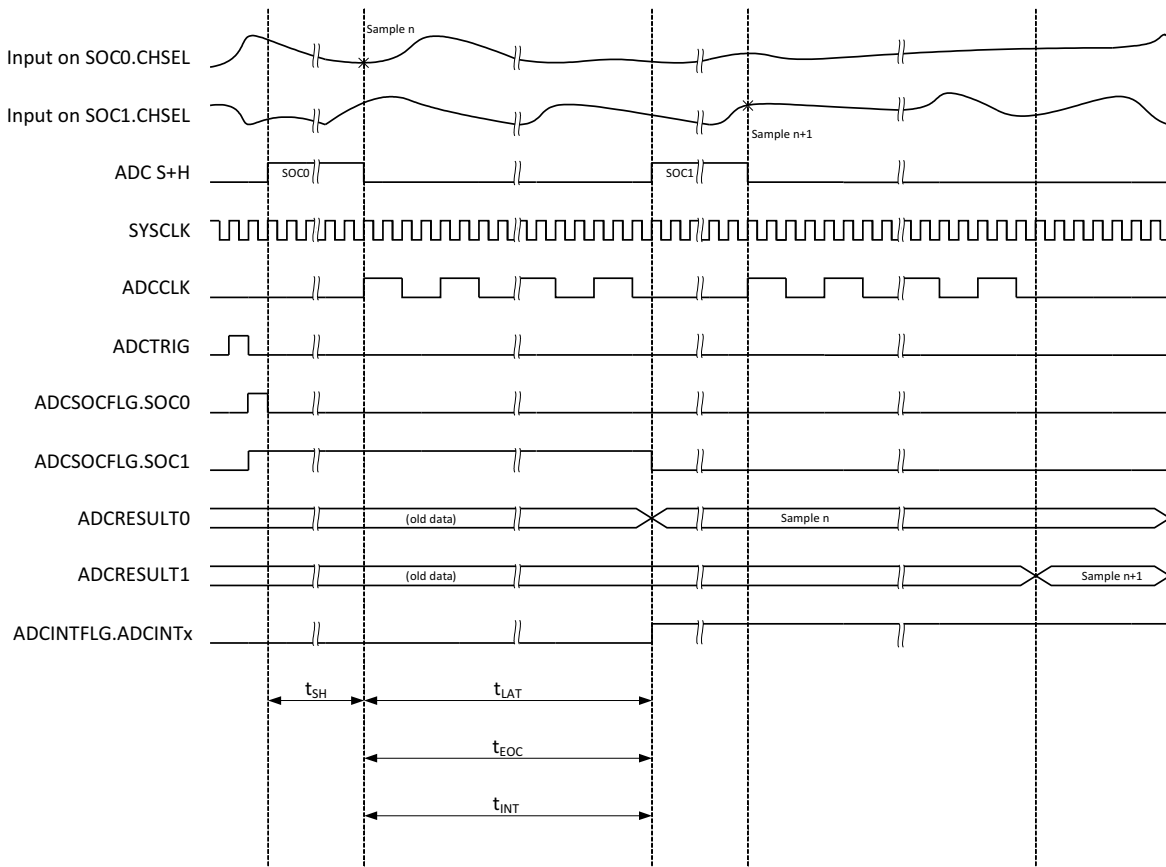 Sample n
Input on SOC0.CHSEL
Input on SOC1.CHSEL
Sample n+1
ADC S+H
SOC0
SOC1
SYSCLK
ADCCLK
ADCTRIG
ADCSOCFLG.SOC0
ADCSOCFLG.SOC1
ADCRESULT0
(old data)
Sample n
ADCRESULT1
(old data)
Sample n+1
ADCINTFLG.ADCINTx
tSH
tLAT
tEOC
tINT